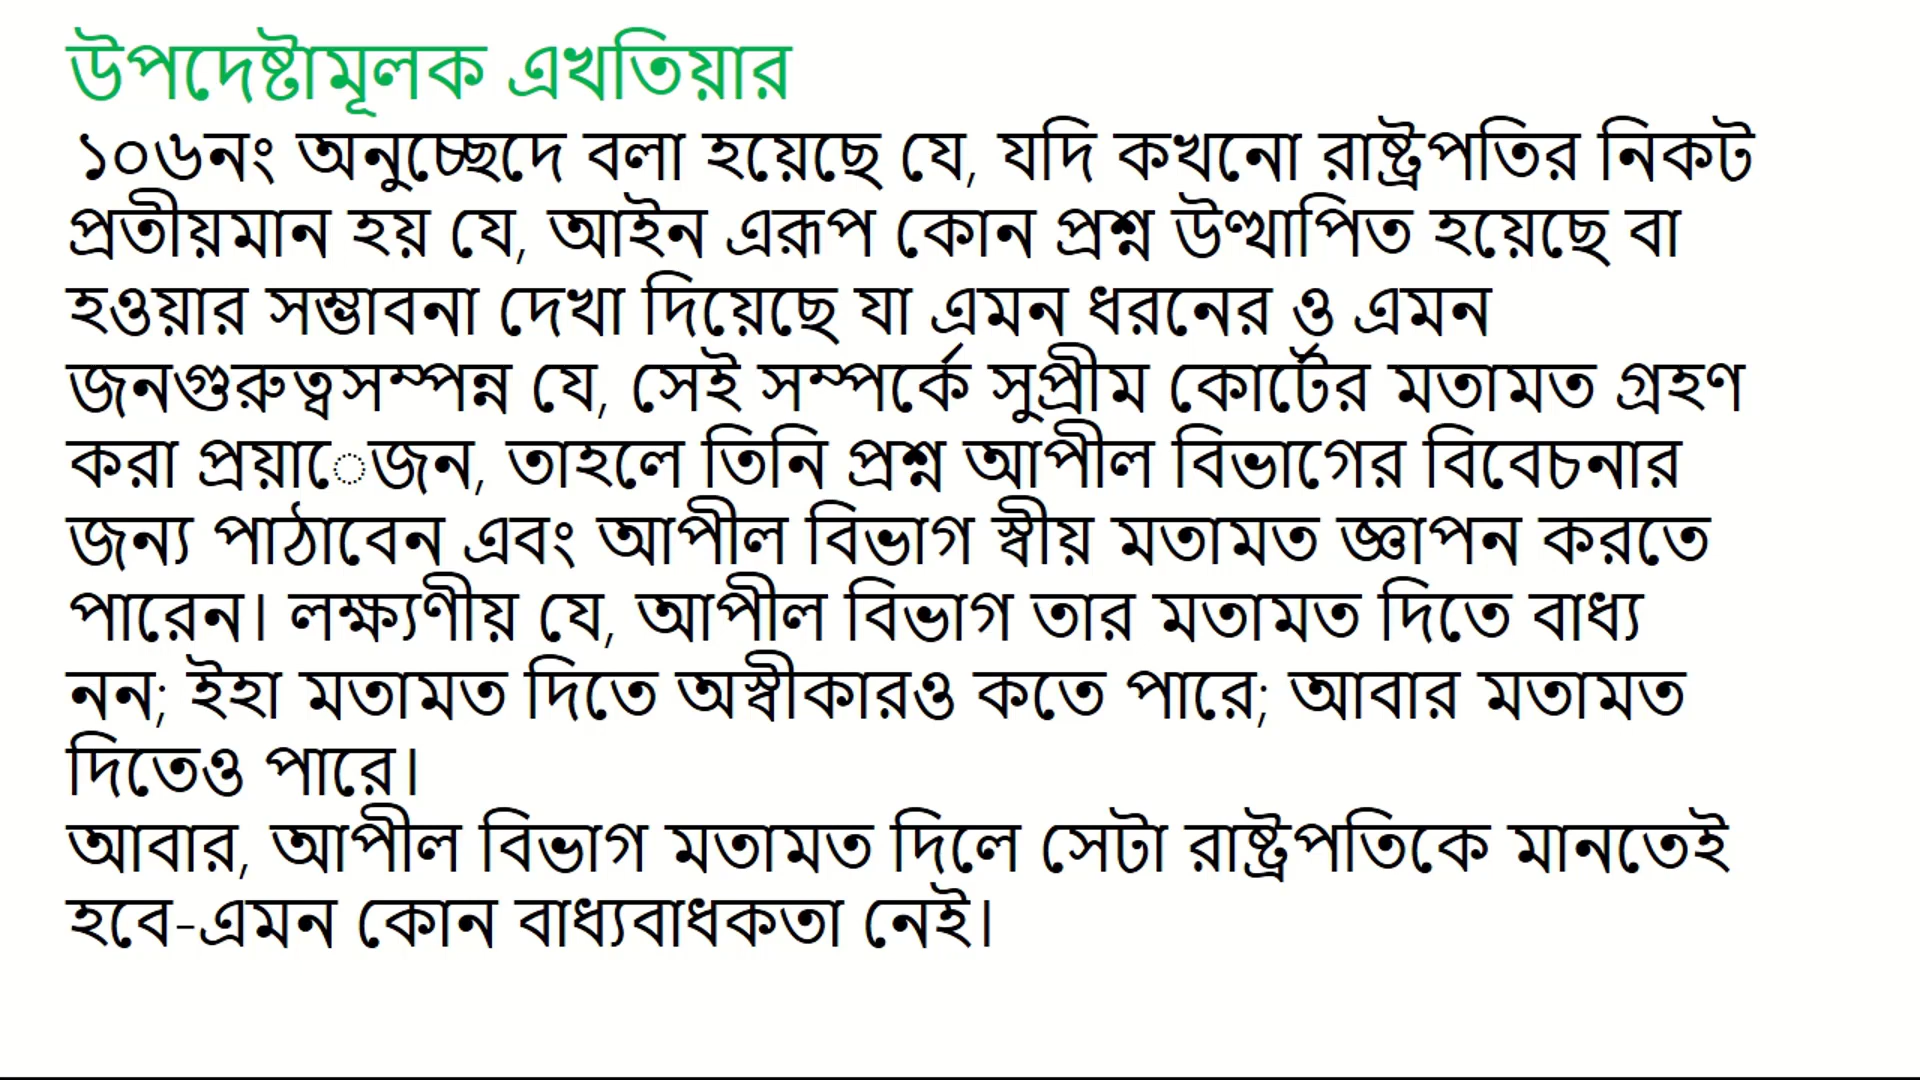 উপদেষ্টামূলক এখতিয়ার
১০৬নং অনুচ্ছেদে বলা হয়েছে যে, যদি কখনো রাষ্ট্রপতির নিকট
প্রতীয়মান হয় যে, আইন এরূপ কোন প্রশ্ন উত্থাপিত হয়েছে বা
হওয়ার সম্ভাবনা দেখা দিয়েছে যা এমন ধরনের ও এমন
জনগুরুত্বসম্পন্ন যে, সেই সম্পর্কে সুপ্রীম কোর্টের মতামত গ্রহণ
করা প্রয়ােজন, তাহলে তিনি প্রশ্ন আপীল বিভাগের বিবেচনার
জন্য পাঠাবেন এবং আপীল বিভাগ স্বীয় মতামত জ্ঞাপন করতে
পারেন। লক্ষ্যণীয় যে, আপীল বিভাগ তার মতামত দিতে বাধ্য
নন; ইহা মতামত দিতে অস্বীকারও কতে পারে; আবার মতামত
দিতেও পারে।
আবার, আপীল বিভাগ মতামত দিলে সেটা রাষ্ট্রপতিকে মানতেই
হবে-এমন কোন বাধ্যবাধকতা নেই।